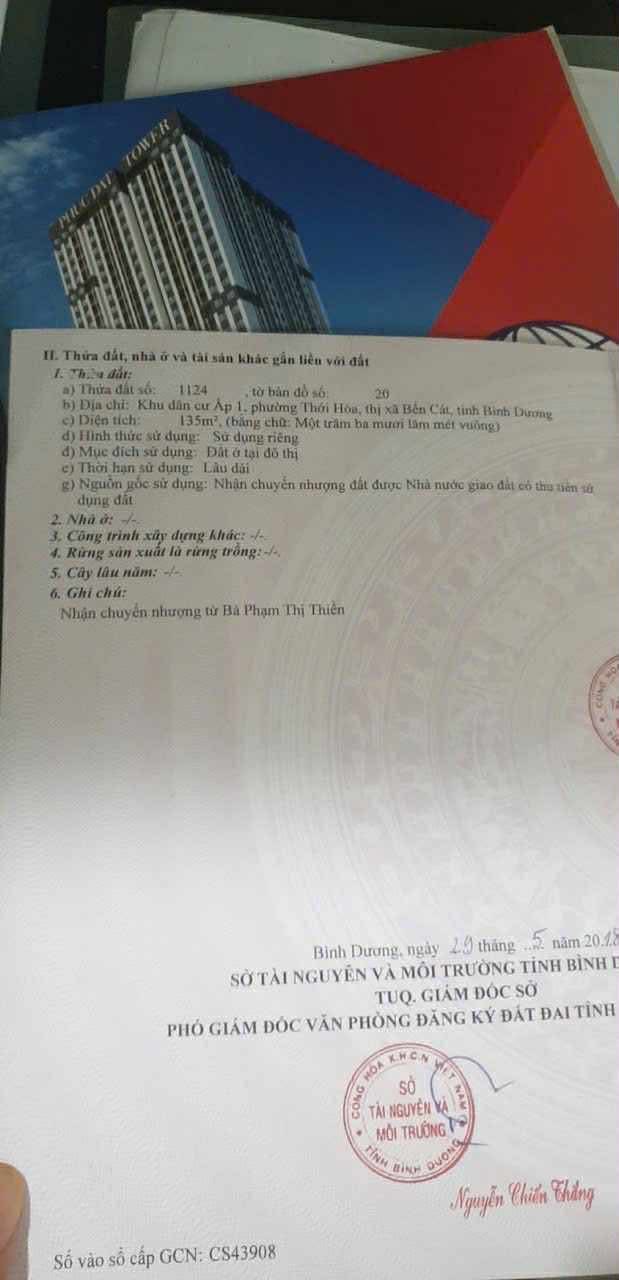 PHUC DAT TOWER
II. Thửa đất, nhà ở và tài sản khác gắn liền với đất
1. Thửa đất:
a) Thửa đất số: 1124 , tờ bản đồ số: 20
b) Địa chỉ: Khu dân cư Ấp 1, phường Thới Hòa, thị xã Bến Cát, tỉnh Bình Dương
c) Diện tích: 135m², (bằng chữ: Một trăm ba mươi lăm mét vuông)
d) Hình thức sử dụng: Sử dụng riêng
đ) Mục đích sử dụng: Đất ở tại đô thị
e) Thời hạn sử dụng: Lâu dài
g) Nguồn gốc sử dụng: Nhận chuyển nhượng đất được Nhà nước giao đất có thu tiền sử
dụng đất
2. Nhà ở: -/-.
3. Công trình xây dựng khác: -/-.
4. Rừng sản xuất là rừng trồng: -/-.
5. Cây lâu năm: -/-.
6. Ghi chú:
Nhận chuyển nhượng từ Bà Phạm Thị Thiền
CỘNG HÒA
Bình Dương, ngày 29 tháng 5 năm 2018
SỞ TÀI NGUYÊN VÀ MÔI TRƯỜNG TỈNH BÌNH D
TUQ. GIÁM ĐỐC SỞ
PHÓ GIÁM ĐỐC VĂN PHÒNG ĐĂNG KÝ ĐẤT ĐAI TỈNH
CỘNG HÒA X.H.C.N VIỆT NAM
SỞ
TÀI NGUYÊN VÀ
MÔI TRƯỜNG
TỈNH BÌNH DƯƠNG
Nguyễn Chiến Thắng
Số vào sổ cấp GCN: CS43908